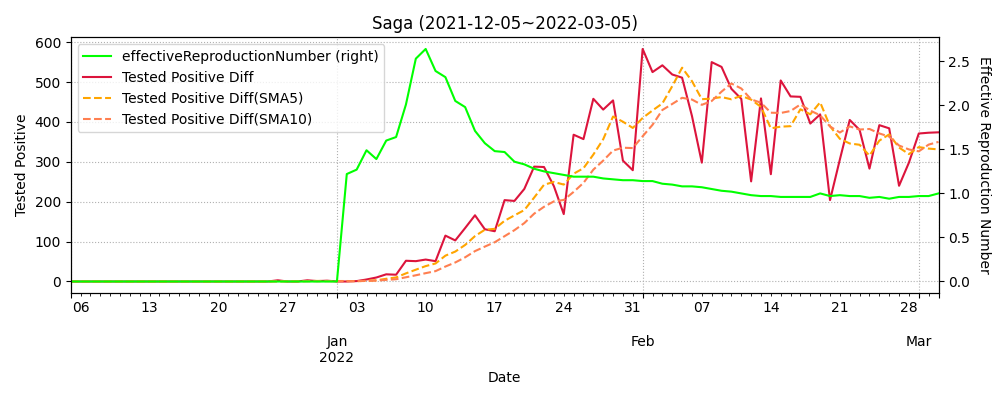 Saga (2021-12-05~2022-03-05)
effectiveReproductionNumber (right)
Tested Positive Diff
Tested Positive Diff(SMA5)
Tested Positive Diff(SMA10)
Tested Positive
600
500
400
300
200
100
0
2.5
2.0
1.5
1.0
0.5
0.0
Effective Reproduction Number
06 13 20 27 03 10 17 24 31 07 14 21 28
Jan Feb Mar
2022
Date